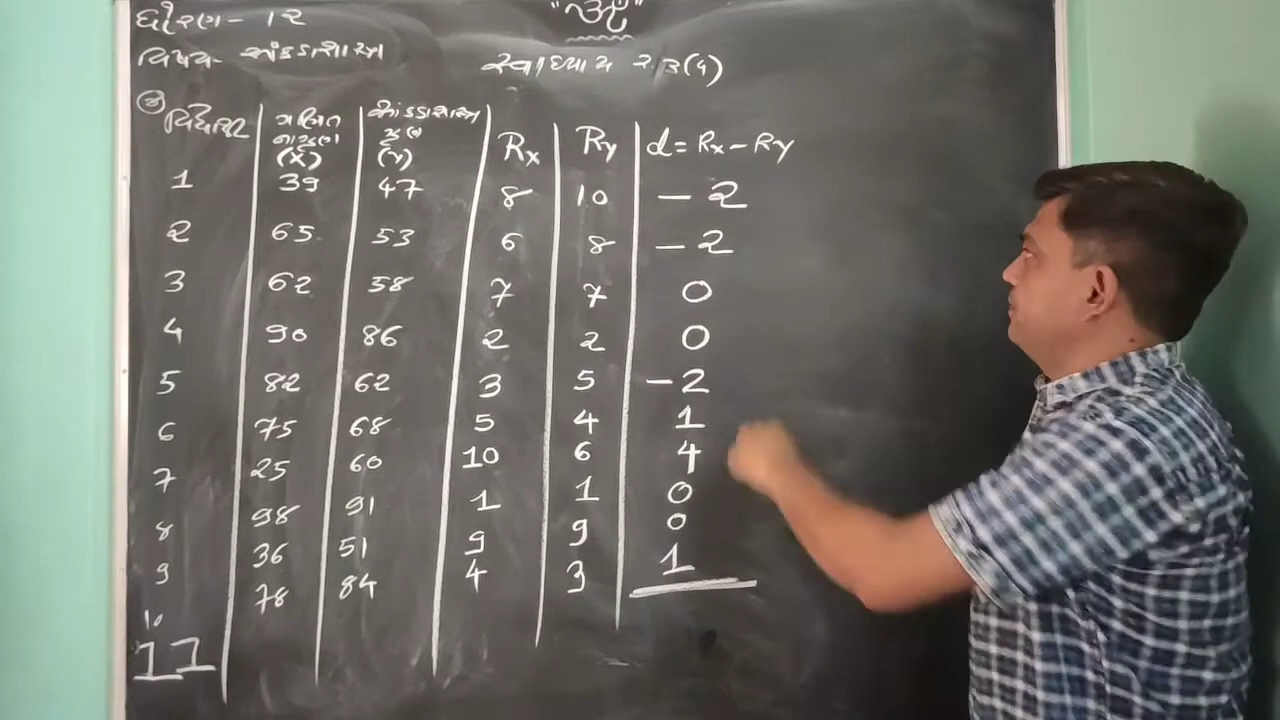 ધોરણ - ૧૨
"ૐ"
વિષય - આંકડાશાસ્ત્ર
સ્વાધ્યાય ૨.૩(૧)
X Y Rx Ry d = Rx - Ry
(X) (Y)
1 39 47 8 10 - 2
2 65 53 6 8 - 2
3 62 58 7 7 0
4 90 86 2 2 0
5 82 62 3 5 - 2
6 75 68 5 4 1
7 25 60 10 6 4
8 98 91 1 1 0
9 36 51 9 9 0
10 78 84 4 3 1
11